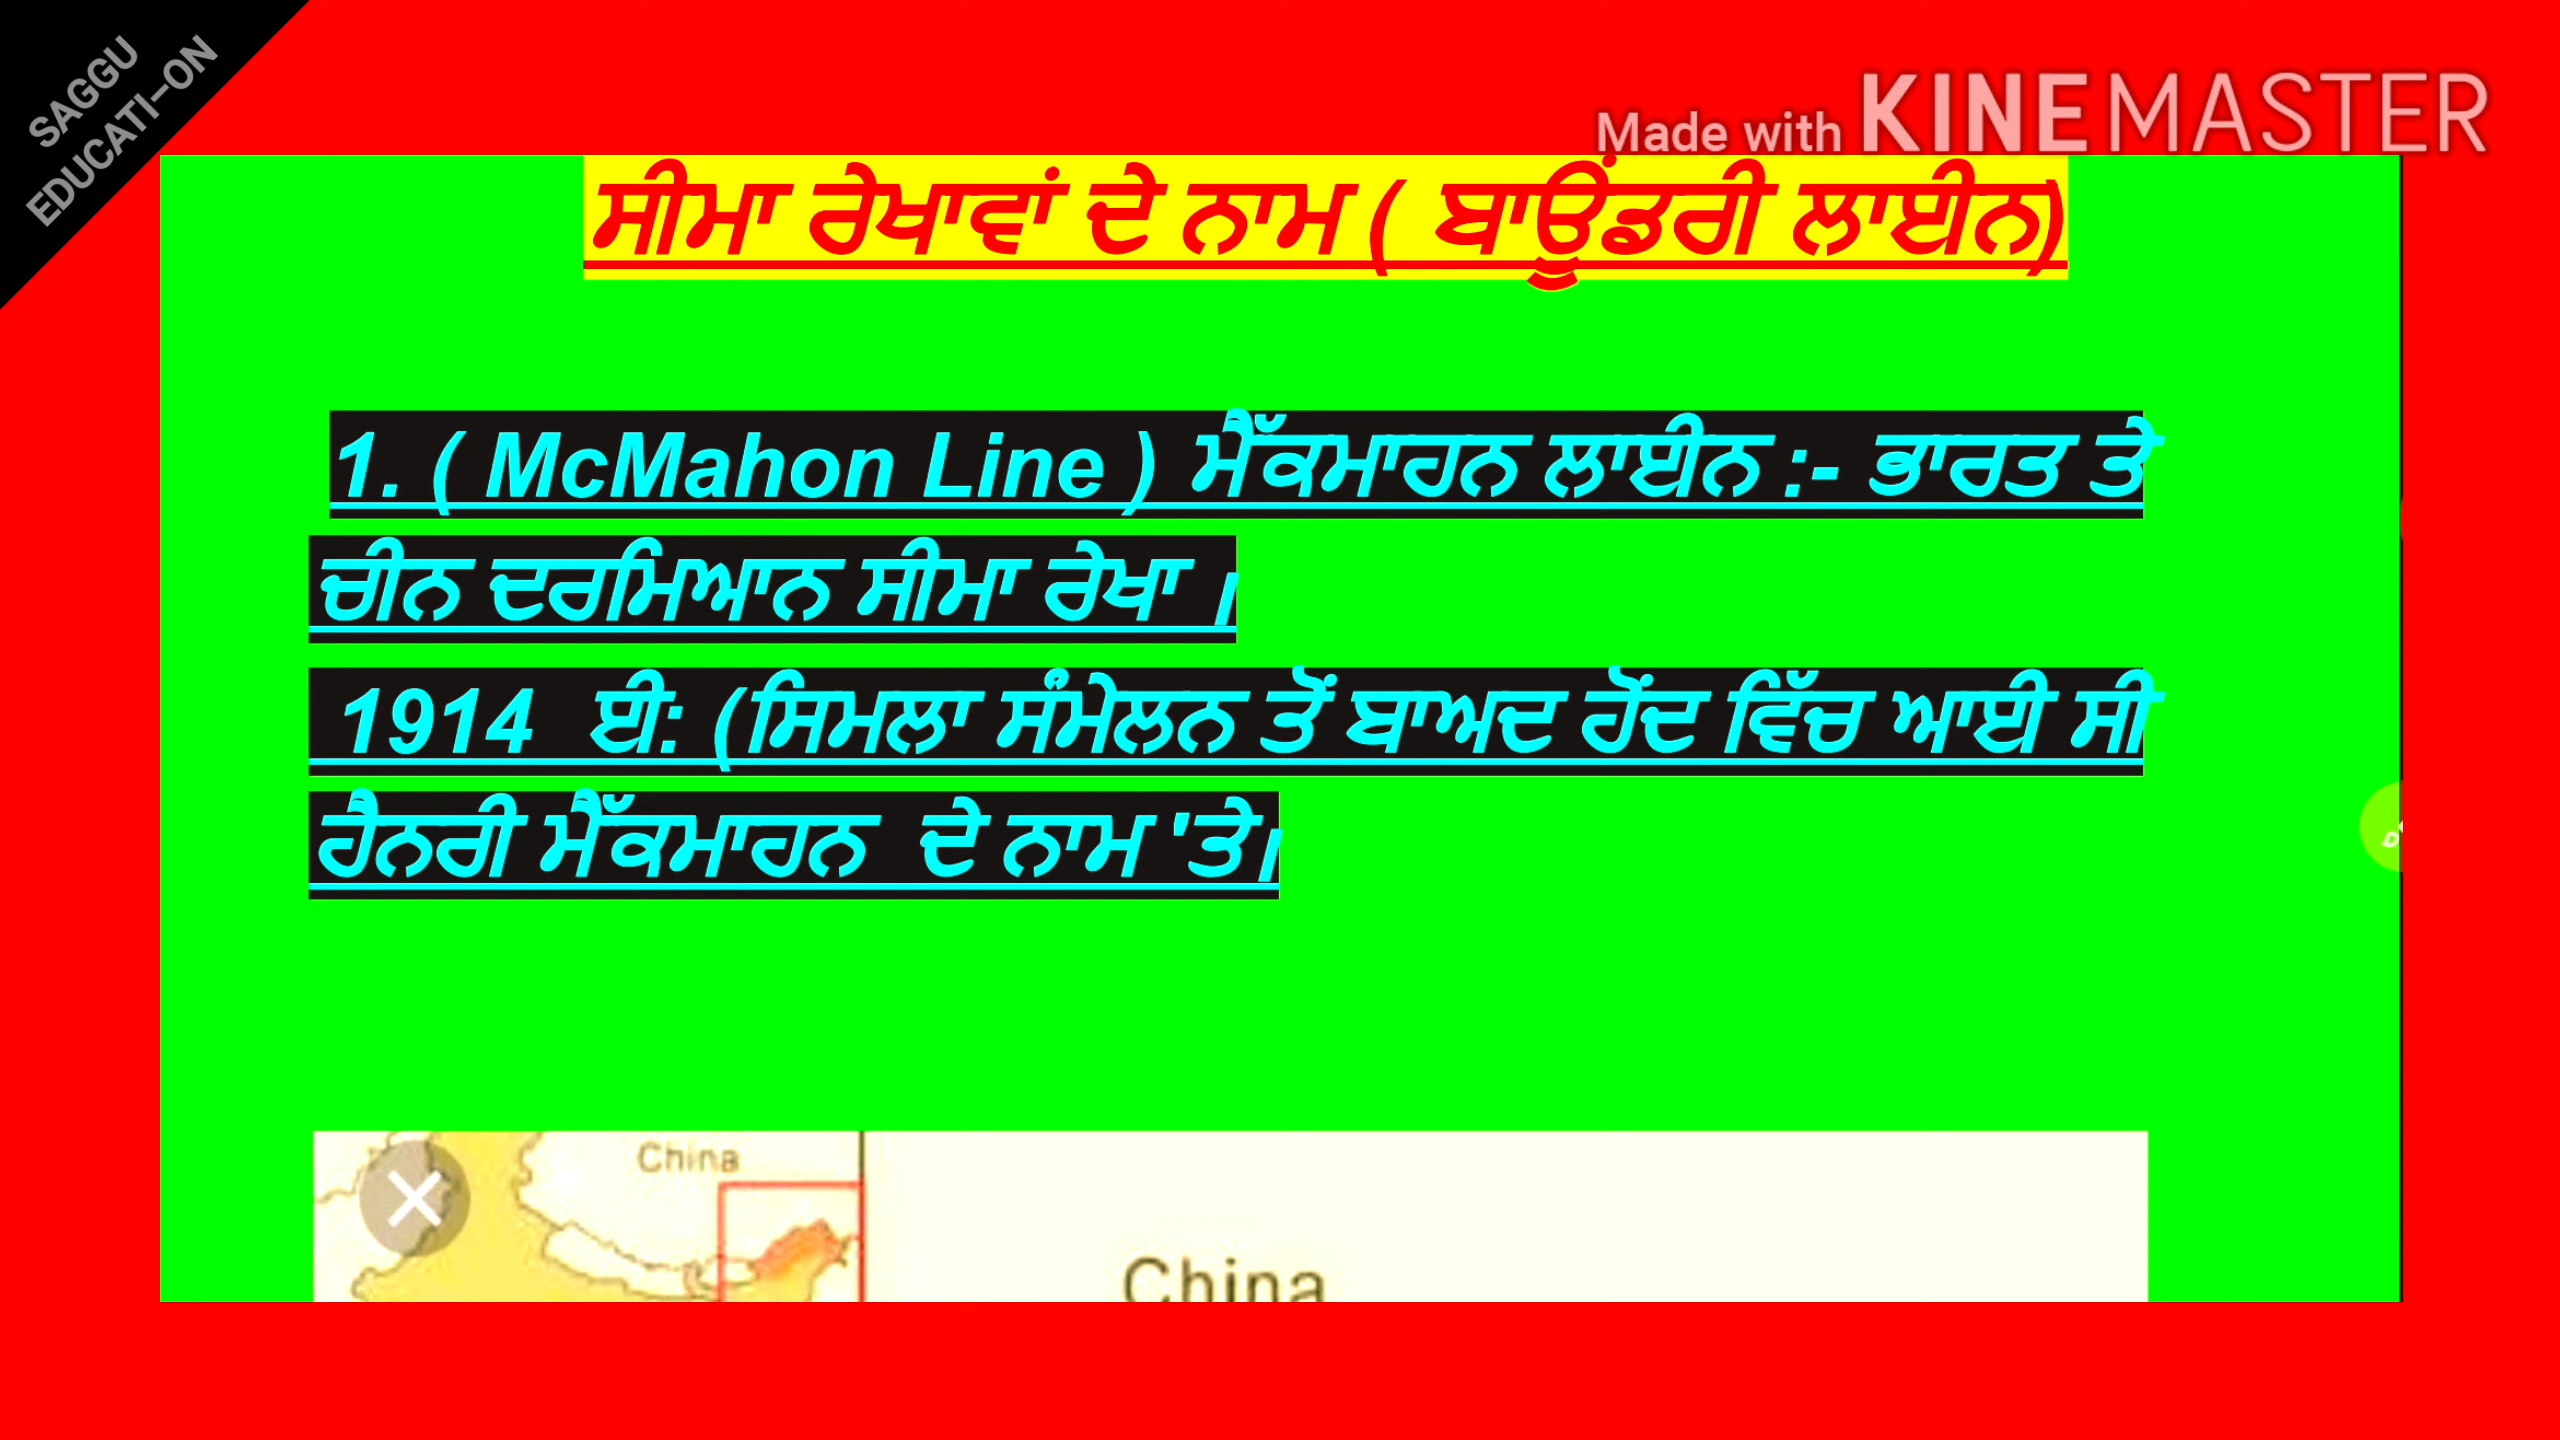 SAGGU
EDUCATI-ON
Made with KINEMASTER
ਸੀਮਾ ਰੇਖਾਵਾਂ ਦੇ ਨਾਮ ( ਬਾਉਂਡਰੀ ਲਾਈਨ)
1. ( McMahon Line ) ਮੈੱਕਮਾਹਨ ਲਾਈਨ :- ਭਾਰਤ ਤੇ
ਚੀਨ ਦਰਮਿਆਨ ਸੀਮਾ ਰੇਖਾ ।
1914 ਈ: (ਸਿਮਲਾ ਸੰਮੇਲਨ ਤੋਂ ਬਾਅਦ ਹੋਂਦ ਵਿੱਚ ਆਈ ਸੀ
ਹੈਨਰੀ ਮੈੱਕਮਾਹਨ ਦੇ ਨਾਮ 'ਤੇ।
China
China